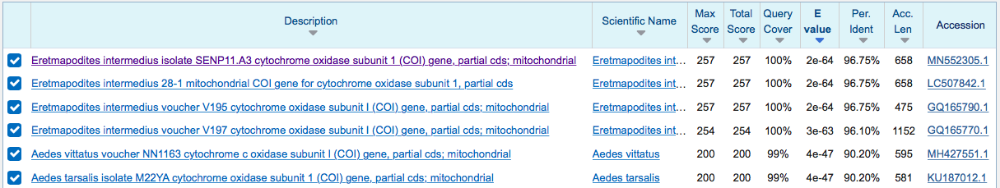 Description Scientific Name Max Score Total Score Query Cover E value Per. Ident Acc. Len Accession
Eretmapodites intermedius isolate SENP11.A3 cytochrome oxidase subunit 1 (COI) gene, partial cds; mitochondrial Eretmapodites int... 257 257 100% 2e-64 96.75% 658 MN552305.1
Eretmapodites intermedius 28-1 mitochondrial COI gene for cytochrome oxidase subunit 1, partial cds Eretmapodites int... 257 257 100% 2e-64 96.75% 658 LC507842.1
Eretmapodites intermedius voucher V195 cytochrome oxidase subunit I (COI) gene, partial cds; mitochondrial Eretmapodites int... 257 257 100% 2e-64 96.75% 475 GQ165790.1
Eretmapodites intermedius voucher V197 cytochrome oxidase subunit I (COI) gene, partial cds; mitochondrial Eretmapodites int... 254 254 100% 3e-63 96.10% 1152 GQ165770.1
Aedes vittatus voucher NN1163 cytochrome c oxidase subunit I (COI) gene, partial cds; mitochondrial Aedes vittatus 200 200 99% 4e-47 90.20% 595 MH427551.1
Aedes tarsalis isolate M22YA cytochrome oxidase subunit 1 (COI) gene, partial cds; mitochondrial Aedes tarsalis 200 200 99% 4e-47 90.20% 581 KU187012.1